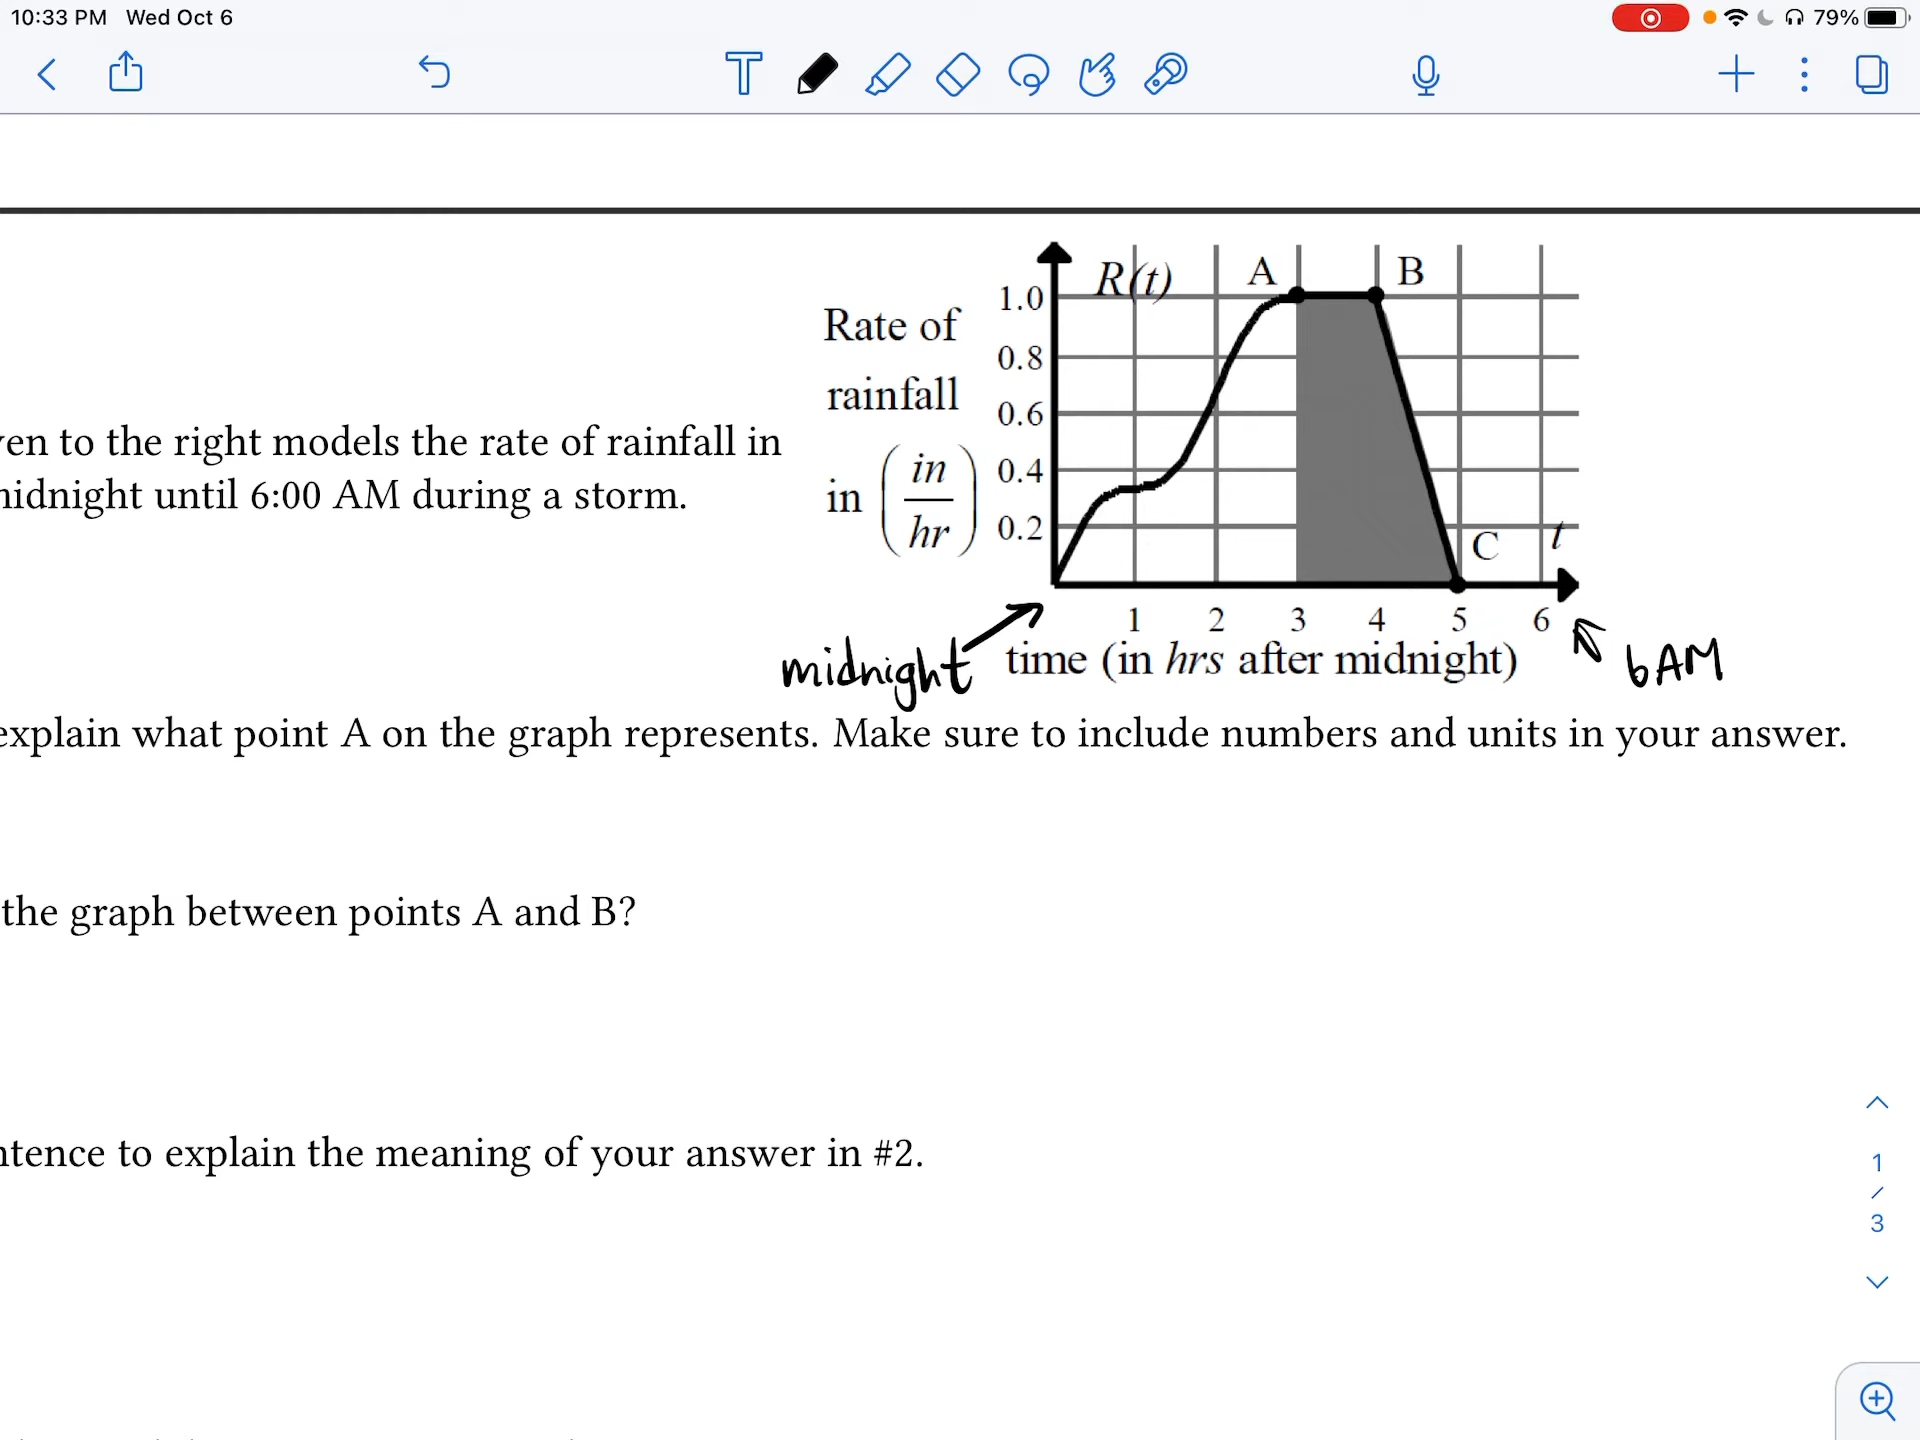 10:33 PM Wed Oct 6 79%
T
R(t) A B
1.0
Rate of
0.8
rainfall
0.6
ven to the right models the rate of rainfall in
in (in/hr)
0.4
midnight until 6:00 AM during a storm.
0.2
C t
1 2 3 4 5 6
midnight time (in hrs after midnight) 6AM
explain what point A on the graph represents. Make sure to include numbers and units in your answer.
the graph between points A and B?
ntence to explain the meaning of your answer in #2.
1
/
3